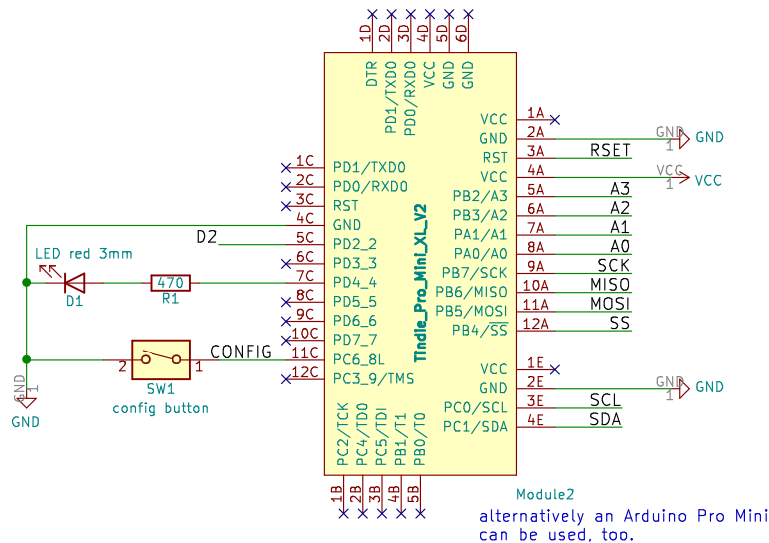 1D 2D 3D 4D 5D 6D
DTR PD1/TXD0 PD0/RXD0 VCC GND GND
Tindie_Pro_Mini_XL_V2
1C PD1/TXD0
2C PD0/RXD0
3C RST
4C GND
D2 5C PD2_2
6C PD3_3
LED red 3mm
D1
470
R1
7C PD4_4
8C PD5_5
9C PD6_6
10C PD7_7
CONFIG 11C PC6_8L
12C PC3_9/TMS
2 1
SW1
config button
GND 1
GND
VCC 1A
GND 2A GND 1 GND
RST 3A RSET
VCC 4A VCC 1 VCC
PB2/A3 5A A3
PB3/A2 6A A2
PA1/A1 7A A1
PA0/A0 8A A0
PB7/SCK 9A SCK
PB6/MISO 10A MISO
PB5/MOSI 11A MOSI
PB4/SS 12A SS
VCC 1E
GND 2E GND 1 GND
PC0/SCL 3E SCL
PC1/SDA 4E SDA
PC2/TCK PC4/TD0 PC5/TDI PB1/T1 PB0/T0
1B 2B 3B 4B 5B
Module2
alternatively an Arduino Pro Mini
can be used, too.